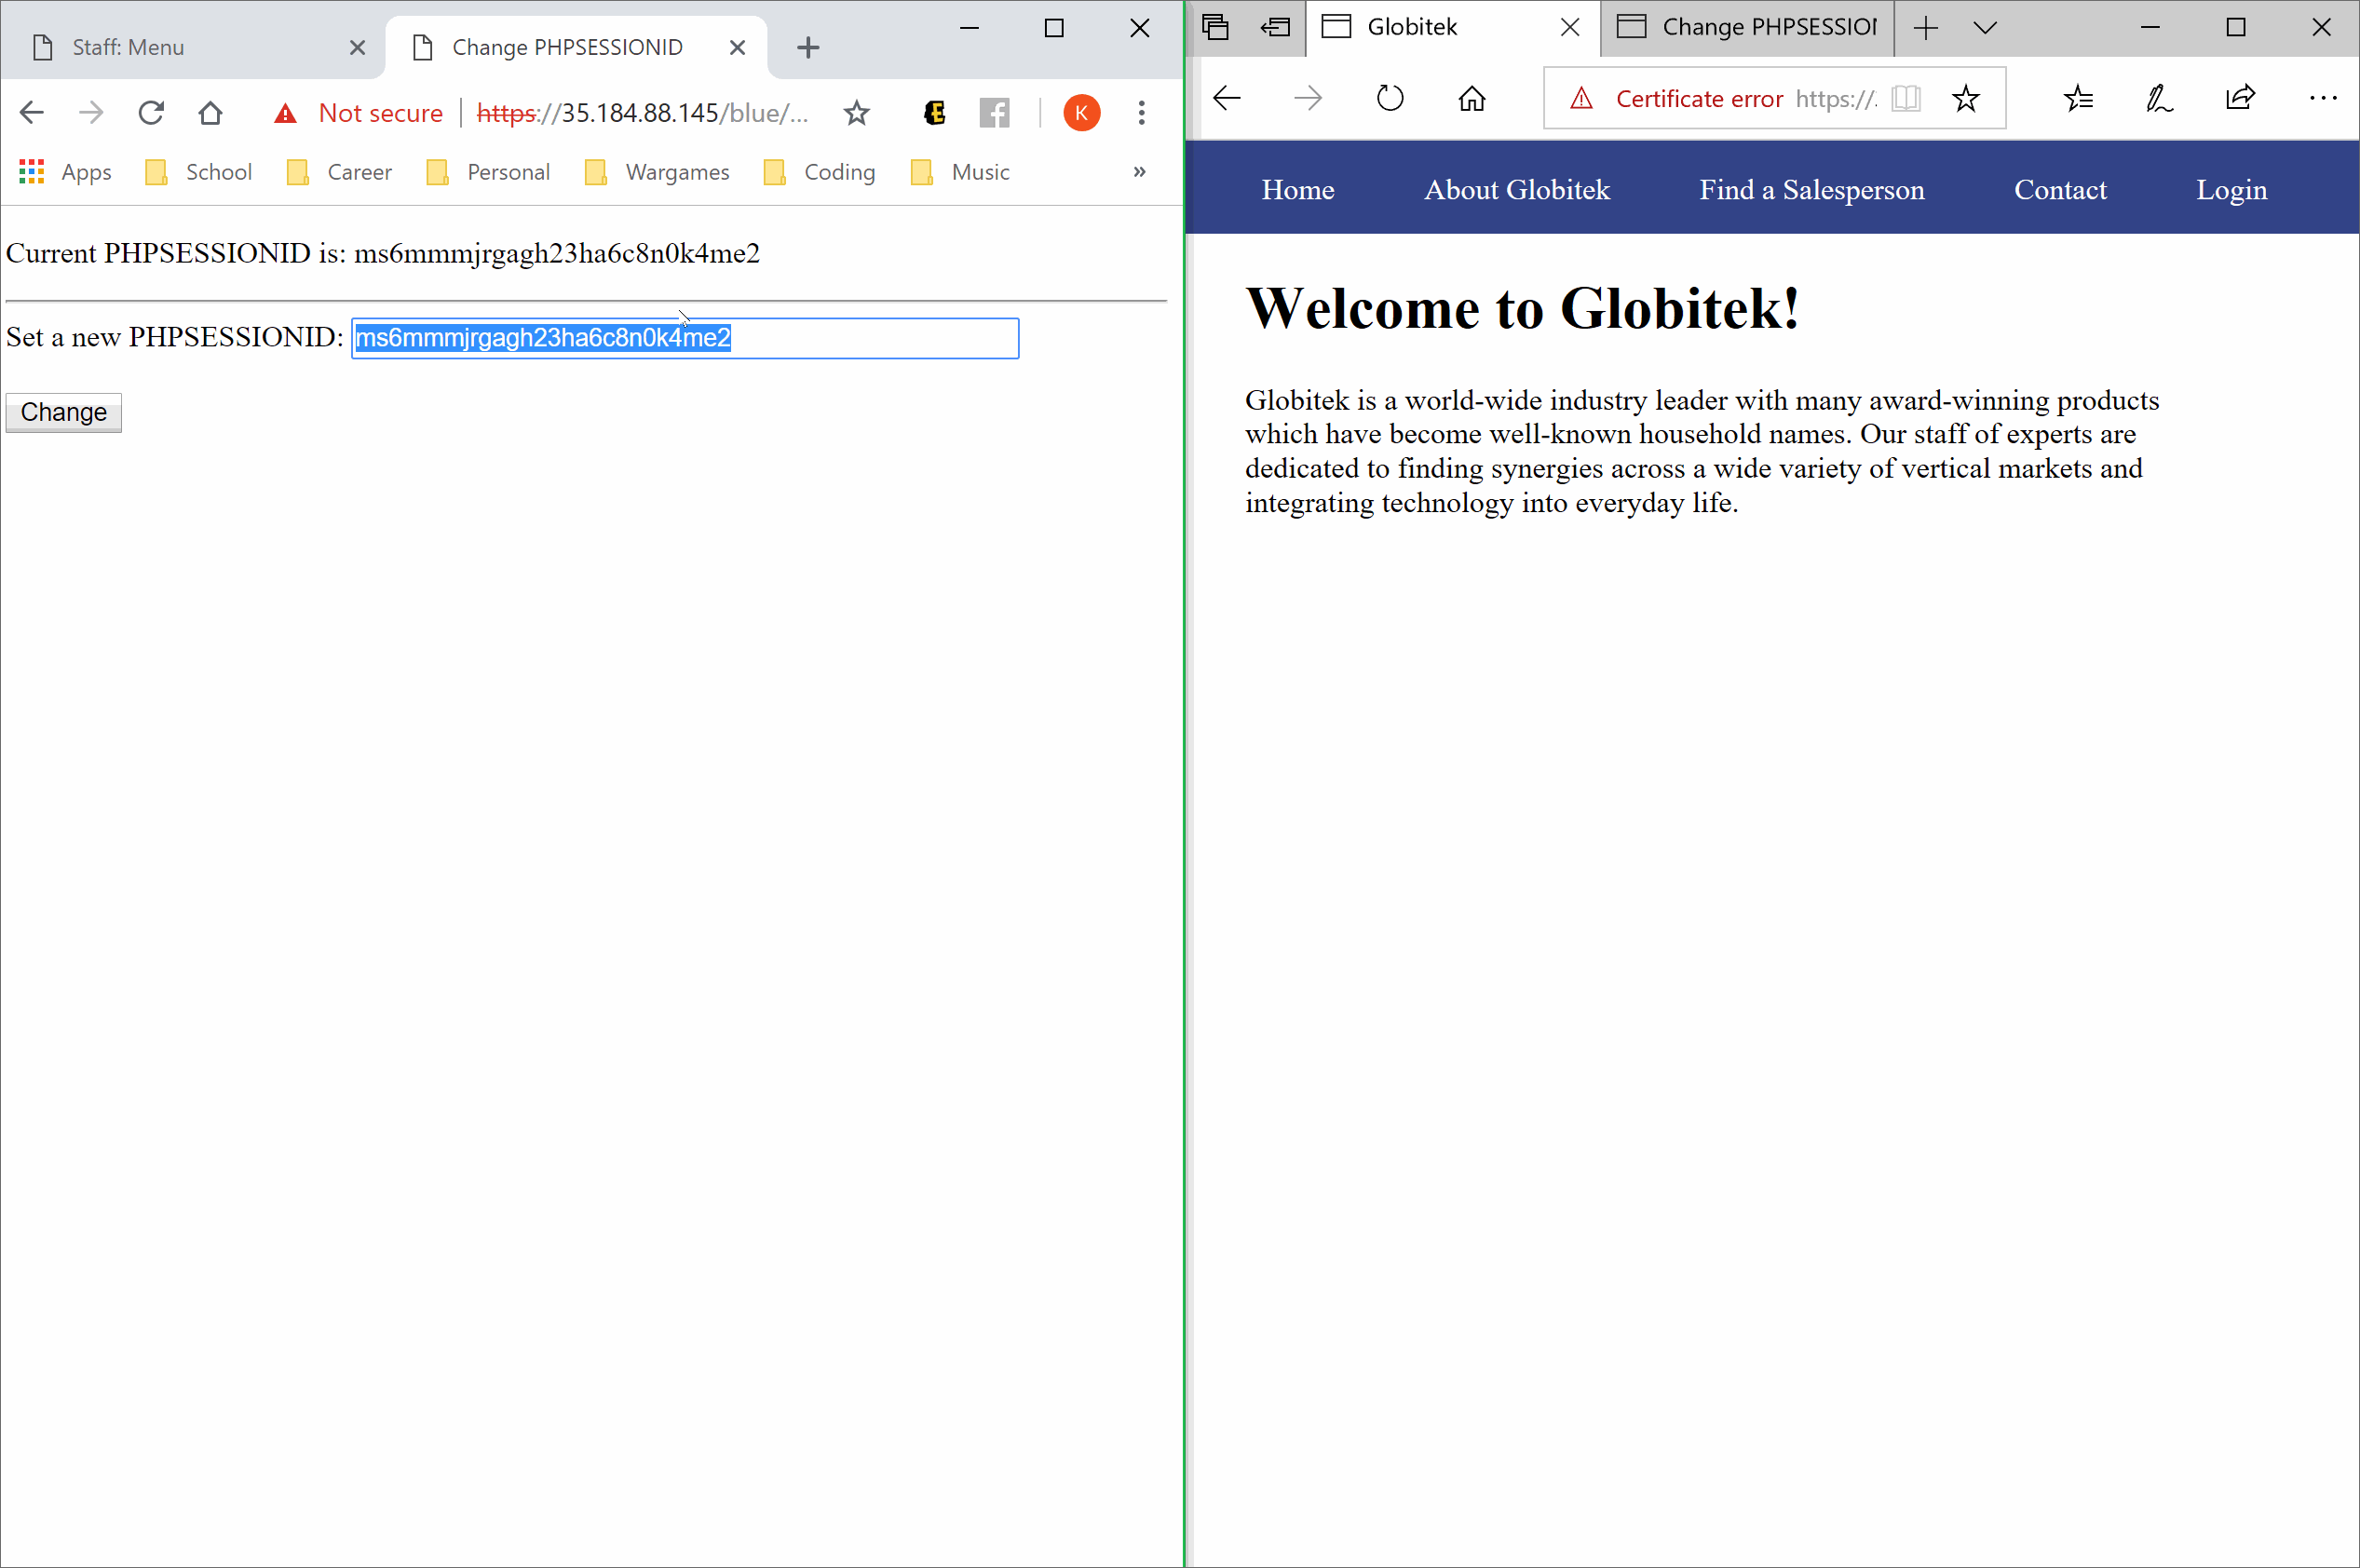 Staff: Menu
Change PHPSESSIONID
Not secure
https://35.184.88.145/blue/...
K
Apps
School
Career
Personal
Wargames
Coding
Music
»
Current PHPSESSIONID is: ms6mmmjrgagh23ha6c8n0k4me2
Set a new PHPSESSIONID: ms6mmmjrgagh23ha6c8n0k4me2
Change
Globitek
Change PHPSESSION
Certificate error https://
Home
About Globitek
Find a Salesperson
Contact
Login
Welcome to Globitek!
Globitek is a world-wide industry leader with many award-winning products
which have become well-known household names. Our staff of experts are
dedicated to finding synergies across a wide variety of vertical markets and
integrating technology into everyday life.